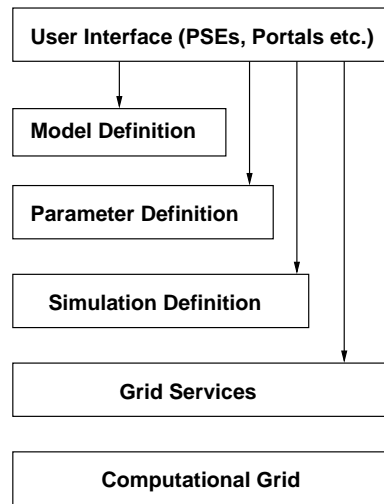 User Interface (PSEs, Portals etc.)
Model Definition
Parameter Definition
Simulation Definition
Grid Services
Computational Grid